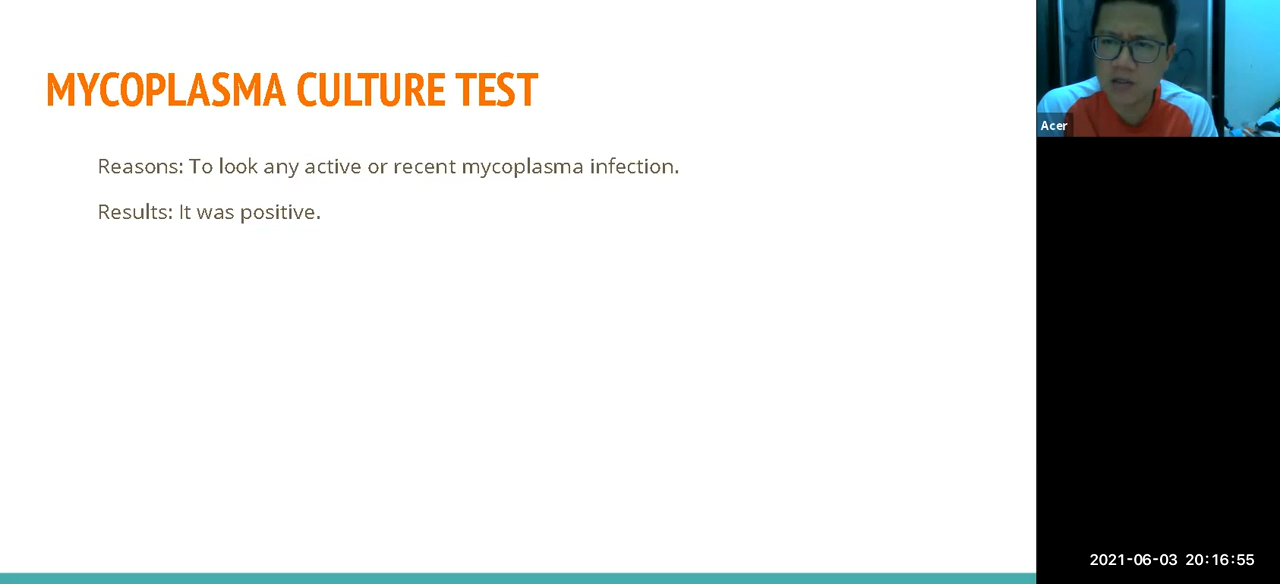 MYCOPLASMA CULTURE TEST
Reasons: To look any active or recent mycoplasma infection.
Results: It was positive.
Acer
2021-06-03 20:16:55